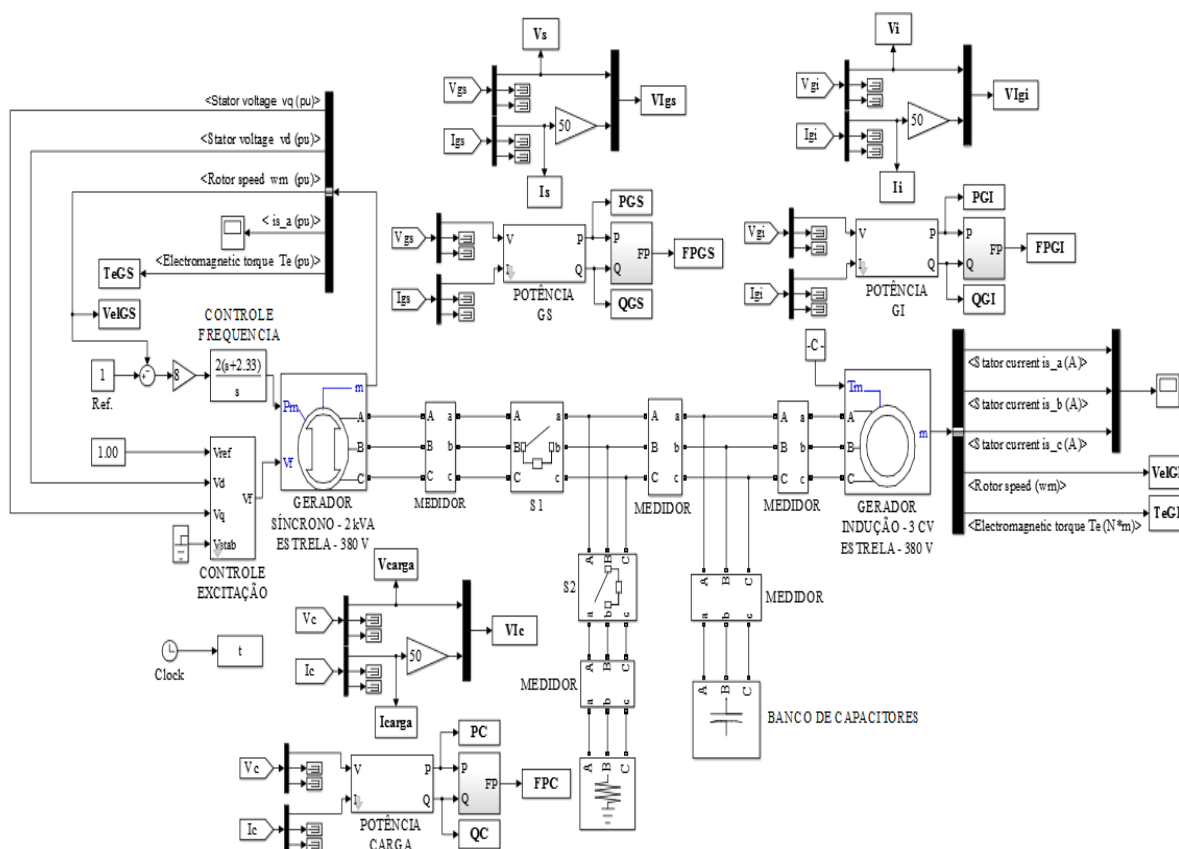 Vs
Vgs
Igs
50
VIgs
Is
Vi
Vgi
Igi
50
VIgi
Ii
<Stator voltage vq (pu)>
<Stator voltage vd (pu)>
<Rotor speed wm (pu)>
< is_a (pu)>
<Electromagnetic torque Te (pu)>
TeGS
VelGS
Vgs
Igs
V
I
P
Q
POTÊNCIA
GS
PGS
QGS
P
Q
FP
FPGS
Vgi
Igi
V
I
P
Q
POTÊNCIA
GI
PGI
QGI
P
Q
FP
FPGI
CONTROLE
FREQUENCIA
1
Ref.
+
-
8
2(s+2.33)
s
1.00
Vref
Vd
Vq
Vstab
Vf
CONTROLE
EXCITAÇÃO
Pm
Vf
m
A
B
C
GERADOR
SÍNCRONO - 2 kVA
ESTRELA - 380 V
A
B
C
a
b
c
MEDIDOR
A
B
C
a
b
c
S1
A
B
C
a
b
c
MEDIDOR
A
B
C
a
b
c
MEDIDOR
-C-
Tm
A
B
C
m
GERADOR
INDUÇÃO - 3 CV
ESTRELA - 380 V
<Stator current is_a (A)>
<Stator current is_b (A)>
<Stator current is_c (A)>
<Rotor speed (wm)>
<Electromagnetic torque Te (N*m)>
VelGI
TeGI
S2
A
B
C
a
b
c
MEDIDOR
A
B
C
a
b
c
A
B
C
MEDIDOR
A
B
C
a
b
c
A
B
C
BANCO DE CAPACITORES
Clock
t
Vcarga
Vc
Ic
50
VIc
Icarga
Vc
Ic
V
I
P
Q
POTÊNCIA
CARGA
PC
QC
P
Q
FP
FPC